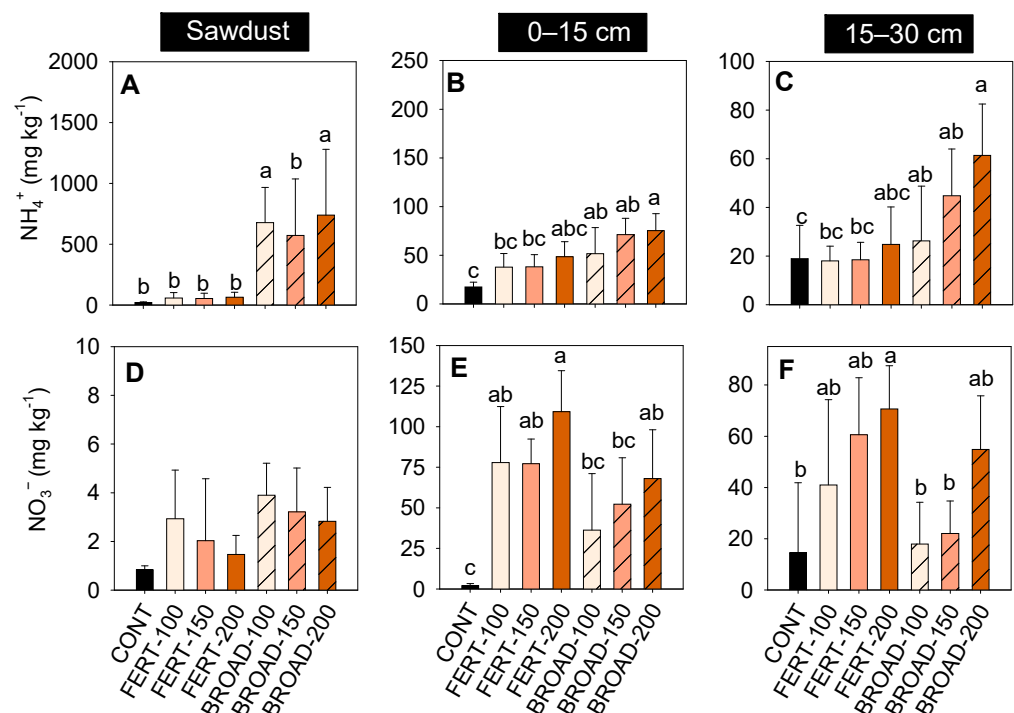 Sawdust
0–15 cm
15–30 cm
NH₄⁺ (mg kg⁻¹)
2000
1500
1000
500
0
A
b
b
b
b
a
b
a
250
200
150
100
50
0
B
c
bc
bc
abc
ab
ab
a
100
80
60
40
20
0
C
c
bc
bc
abc
ab
ab
a
NO₃⁻ (mg kg⁻¹)
10
8
6
4
2
0
D
150
125
100
75
50
25
0
E
c
ab
ab
a
bc
bc
ab
80
60
40
20
0
F
b
ab
ab
a
b
b
ab
CONT
FERT-100
FERT-150
FERT-200
BROAD-100
BROAD-150
BROAD-200
CONT
FERT-100
FERT-150
FERT-200
BROAD-100
BROAD-150
BROAD-200
CONT
FERT-100
FERT-150
FERT-200
BROAD-100
BROAD-150
BROAD-200